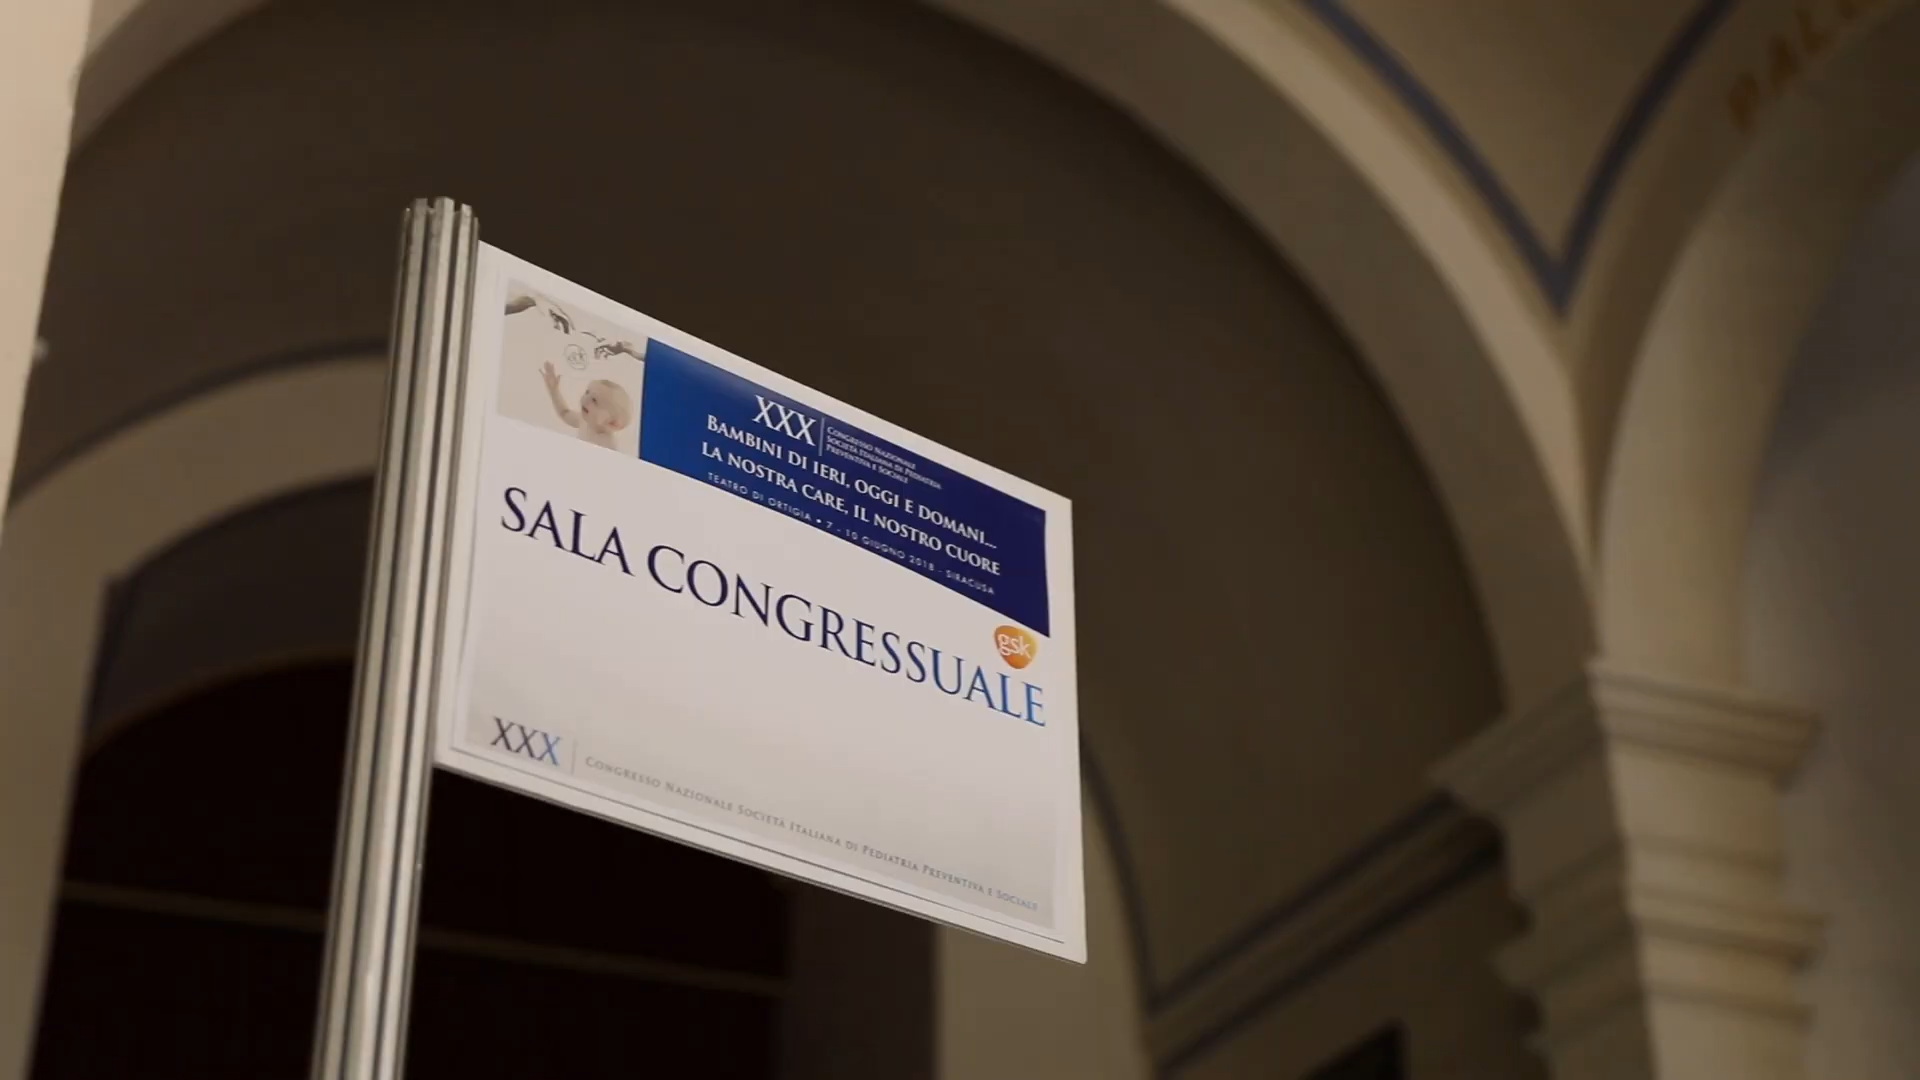 XXX
CONGRESSO NAZIONALE
SOCIETÀ ITALIANA DI PEDIATRIA
PREVENTIVA E SOCIALE
BAMBINI DI IERI, OGGI E DOMANI...
LA NOSTRA CARE, IL NOSTRO CUORE
TEATRO DI ORTIGIA • 7 - 10 GIUGNO 2018 - SIRACUSA
gsk
SALA CONGRESSUALE
XXX
CONGRESSO NAZIONALE SOCIETÀ ITALIANA DI PEDIATRIA PREVENTIVA E SOCIALE